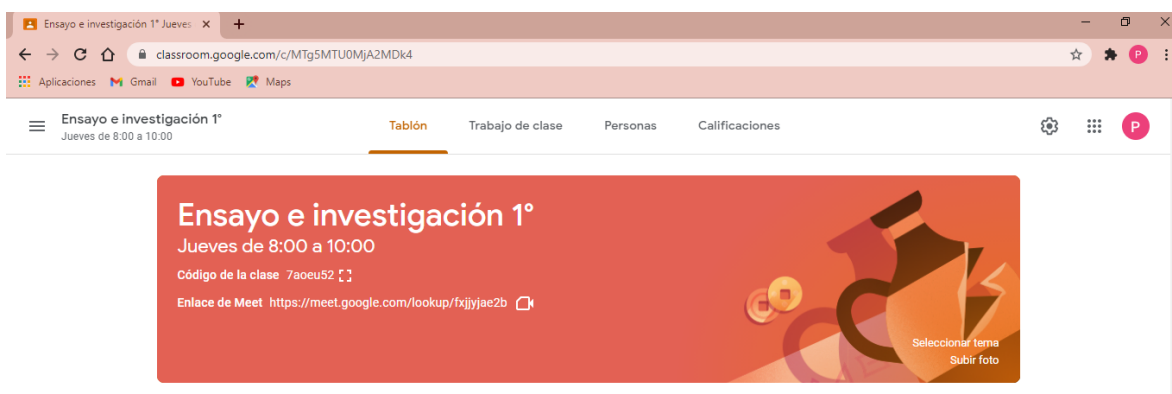 Ensayo e investigación 1° Jueves
classroom.google.com/c/MTg5MTU0MjA2MDk4
P
Aplicaciones Gmail YouTube Maps
Ensayo e investigación 1°
Jueves de 8:00 a 10:00
Tablón Trabajo de clase Personas Calificaciones
P
Ensayo e investigación 1°
Jueves de 8:00 a 10:00
Código de la clase 7aoeu52
Enlace de Meet https://meet.google.com/lookup/fxjjyjae2b
Seleccionar tema
Subir foto